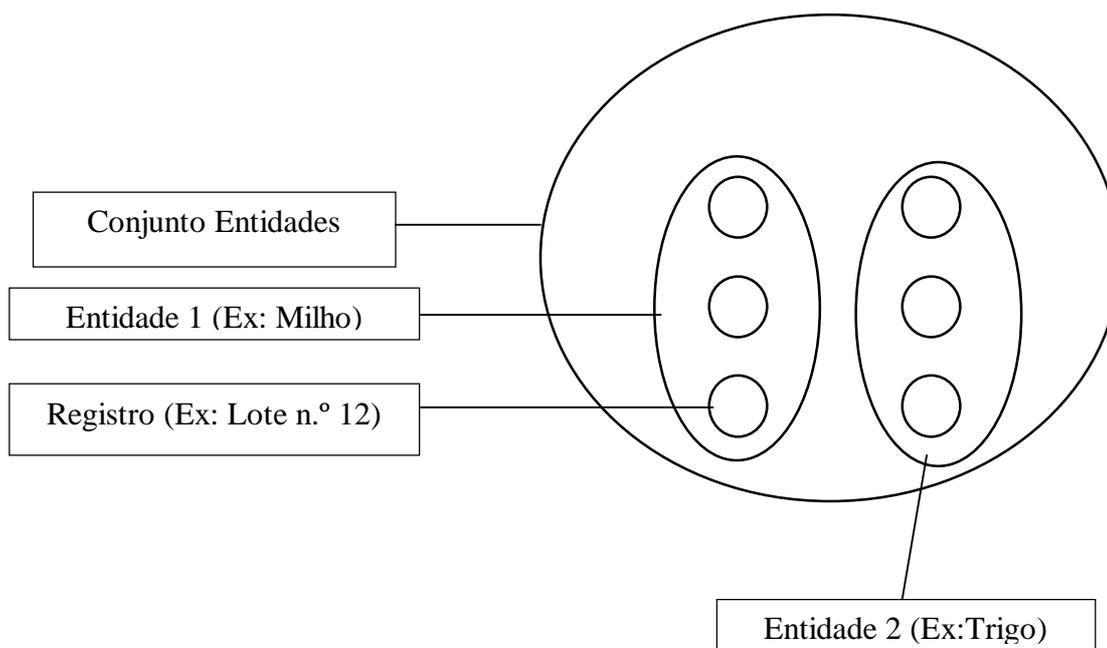 Conjunto Entidades
Entidade 1 (Ex: Milho)
Registro (Ex: Lote n.º 12)
Entidade 2 (Ex:Trigo)